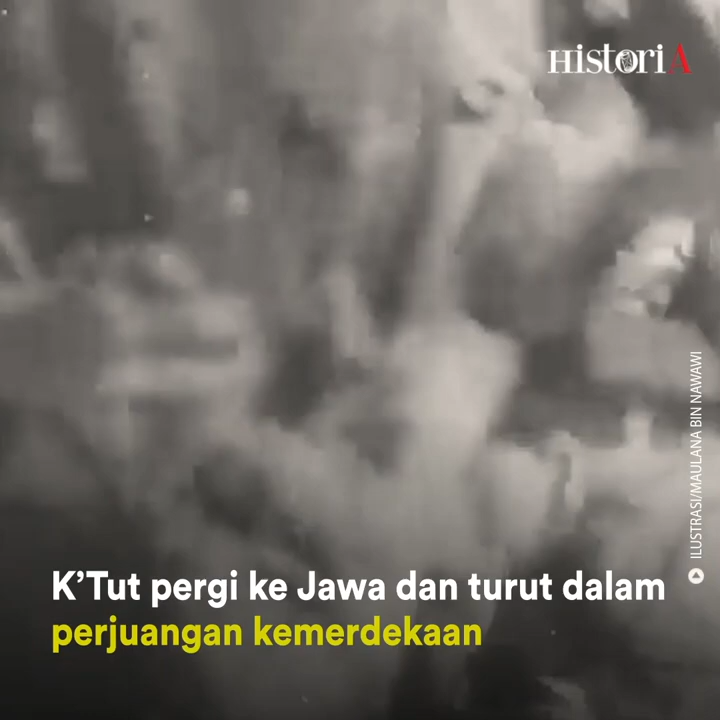 HistoriA
ILUSTRASI/MAULANA BIN NAWAWI
K'Tut pergi ke Jawa dan turut dalam
perjuangan kemerdekaan